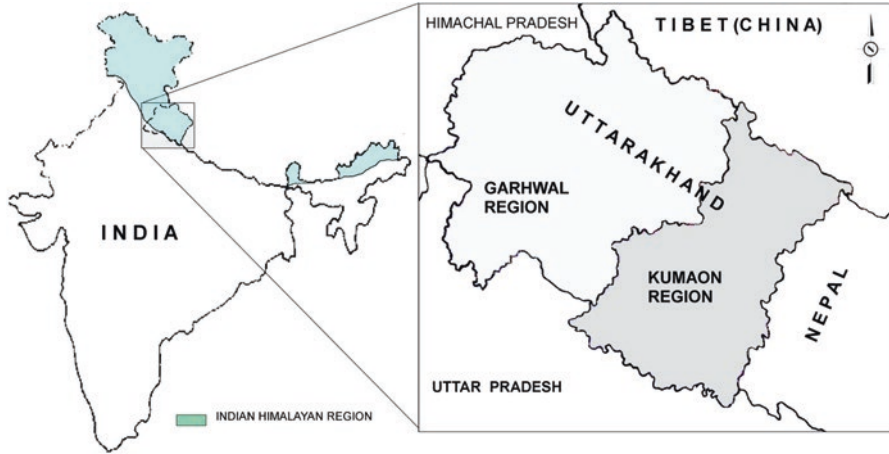 HIMACHAL PRADESH
TIBET (CHINA)
UTTARAKHAND
GARHWAL
REGION
INDIA
KUMAON
REGION
NEPAL
UTTAR PRADESH
INDIAN HIMALAYAN REGION